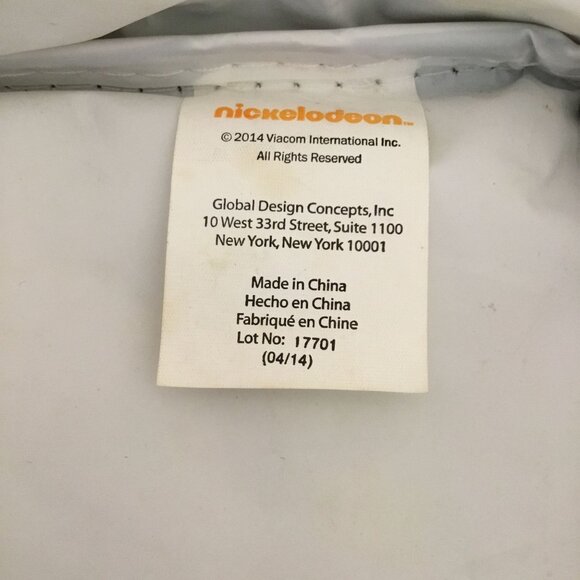 nickelodeon™
© 2014 Viacom International Inc.
All Rights Reserved
Global Design Concepts, Inc
10 West 33rd Street, Suite 1100
New York, New York 10001
Made in China
Hecho en China
Fabriqué en Chine
Lot No: 17701
(04/14)